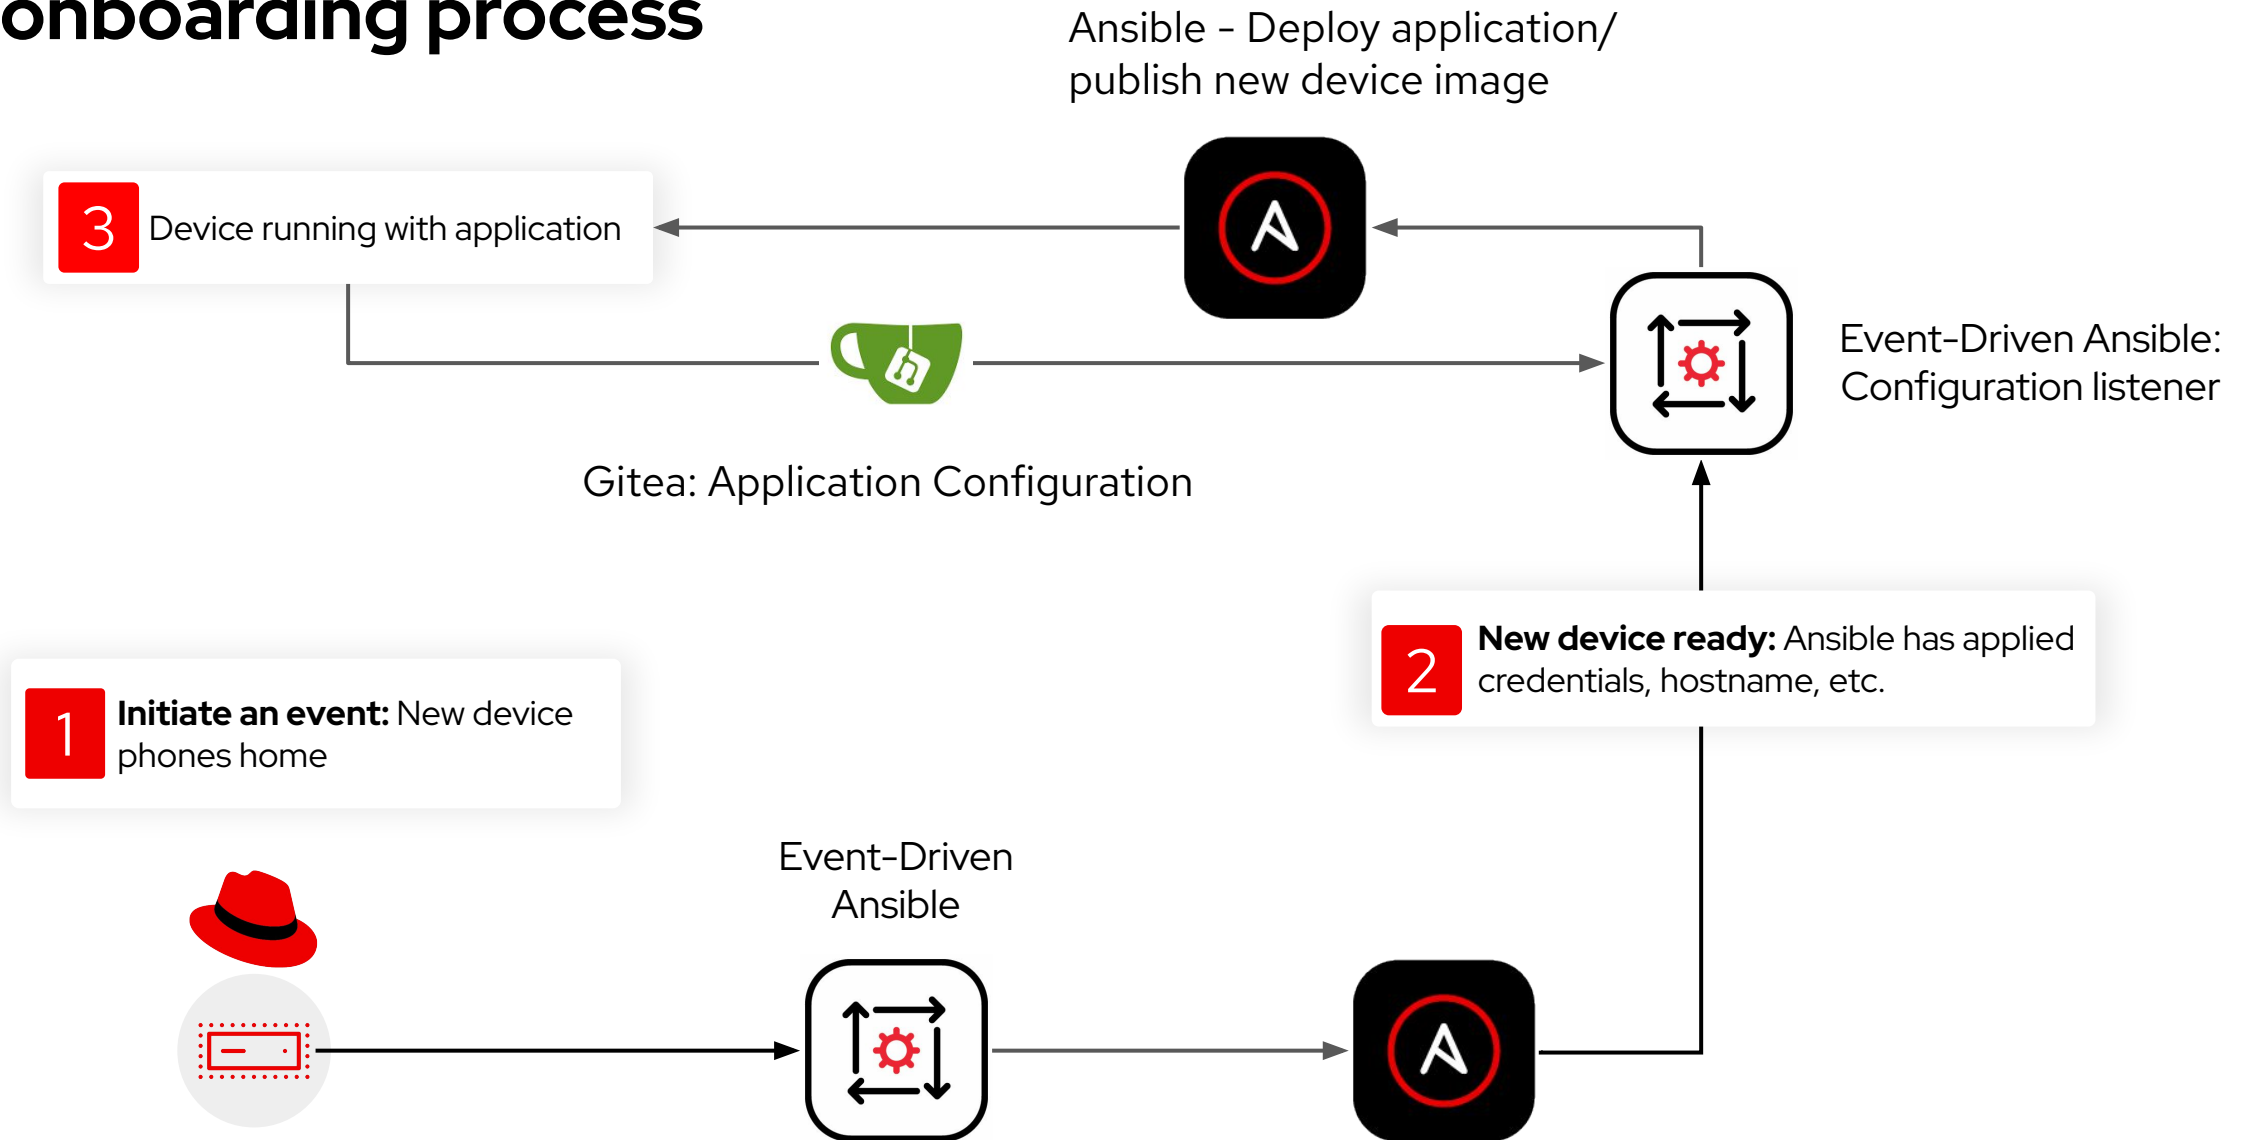 onboarding process
Ansible - Deploy application/
publish new device image
3
Device running with application
Event-Driven Ansible:
Configuration listener
Gitea: Application Configuration
2
New device ready: Ansible has applied
credentials, hostname, etc.
1
Initiate an event: New device
phones home
Event-Driven
Ansible